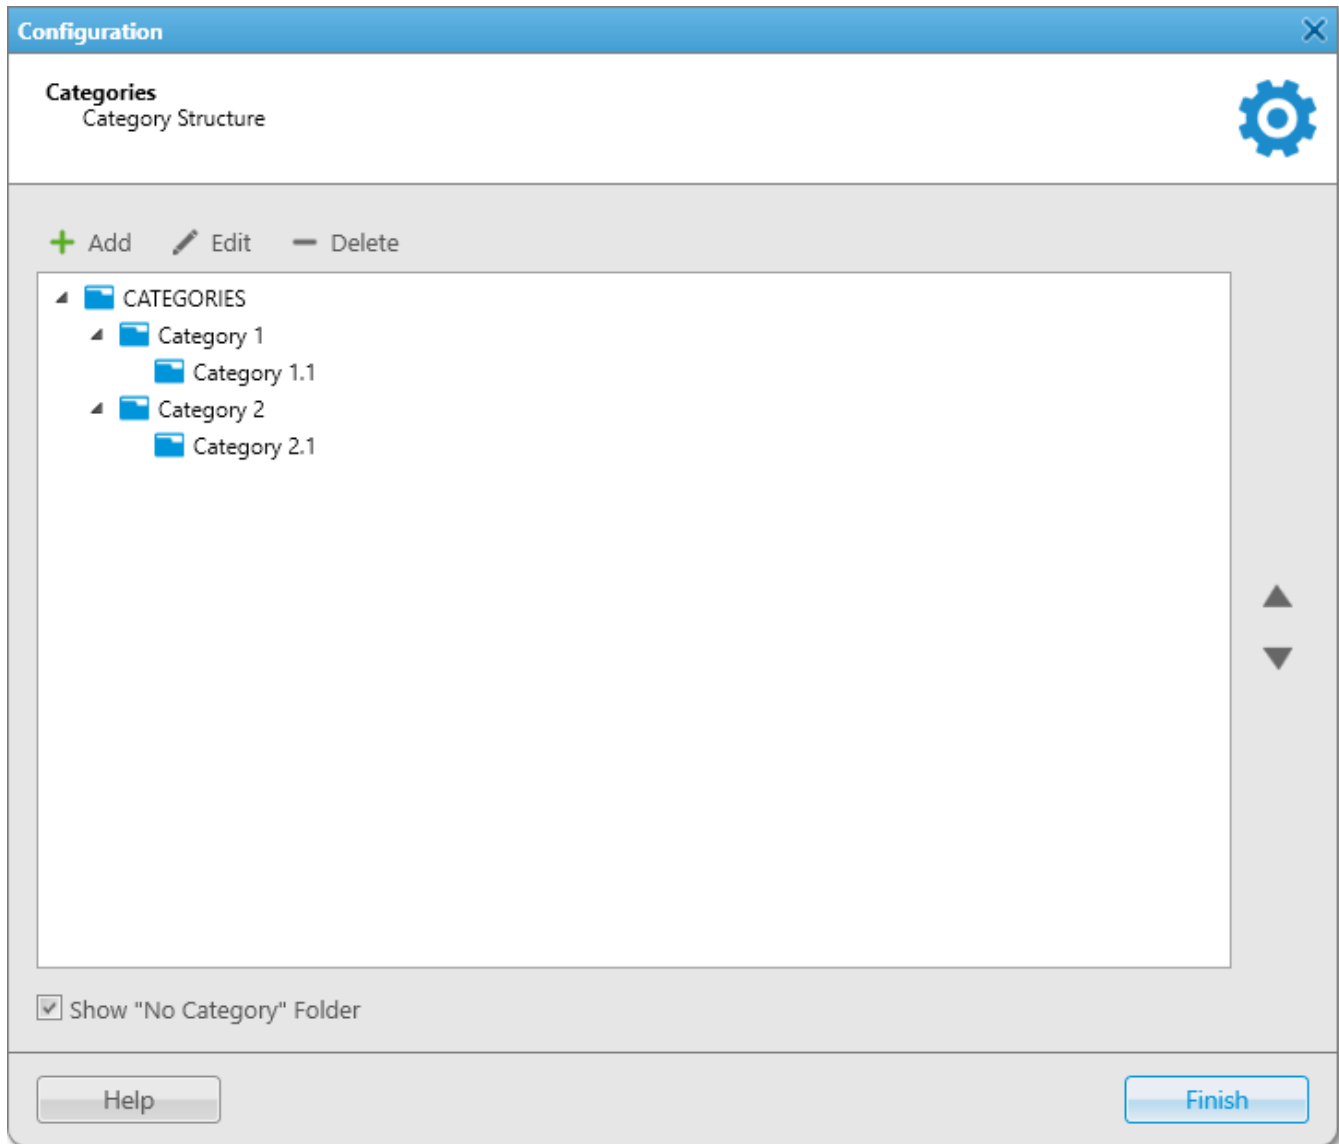 Configuration
Categories
Category Structure
Add Edit Delete
CATEGORIES
Category 1
Category 1.1
Category 2
Category 2.1
Show "No Category" Folder
Help Finish